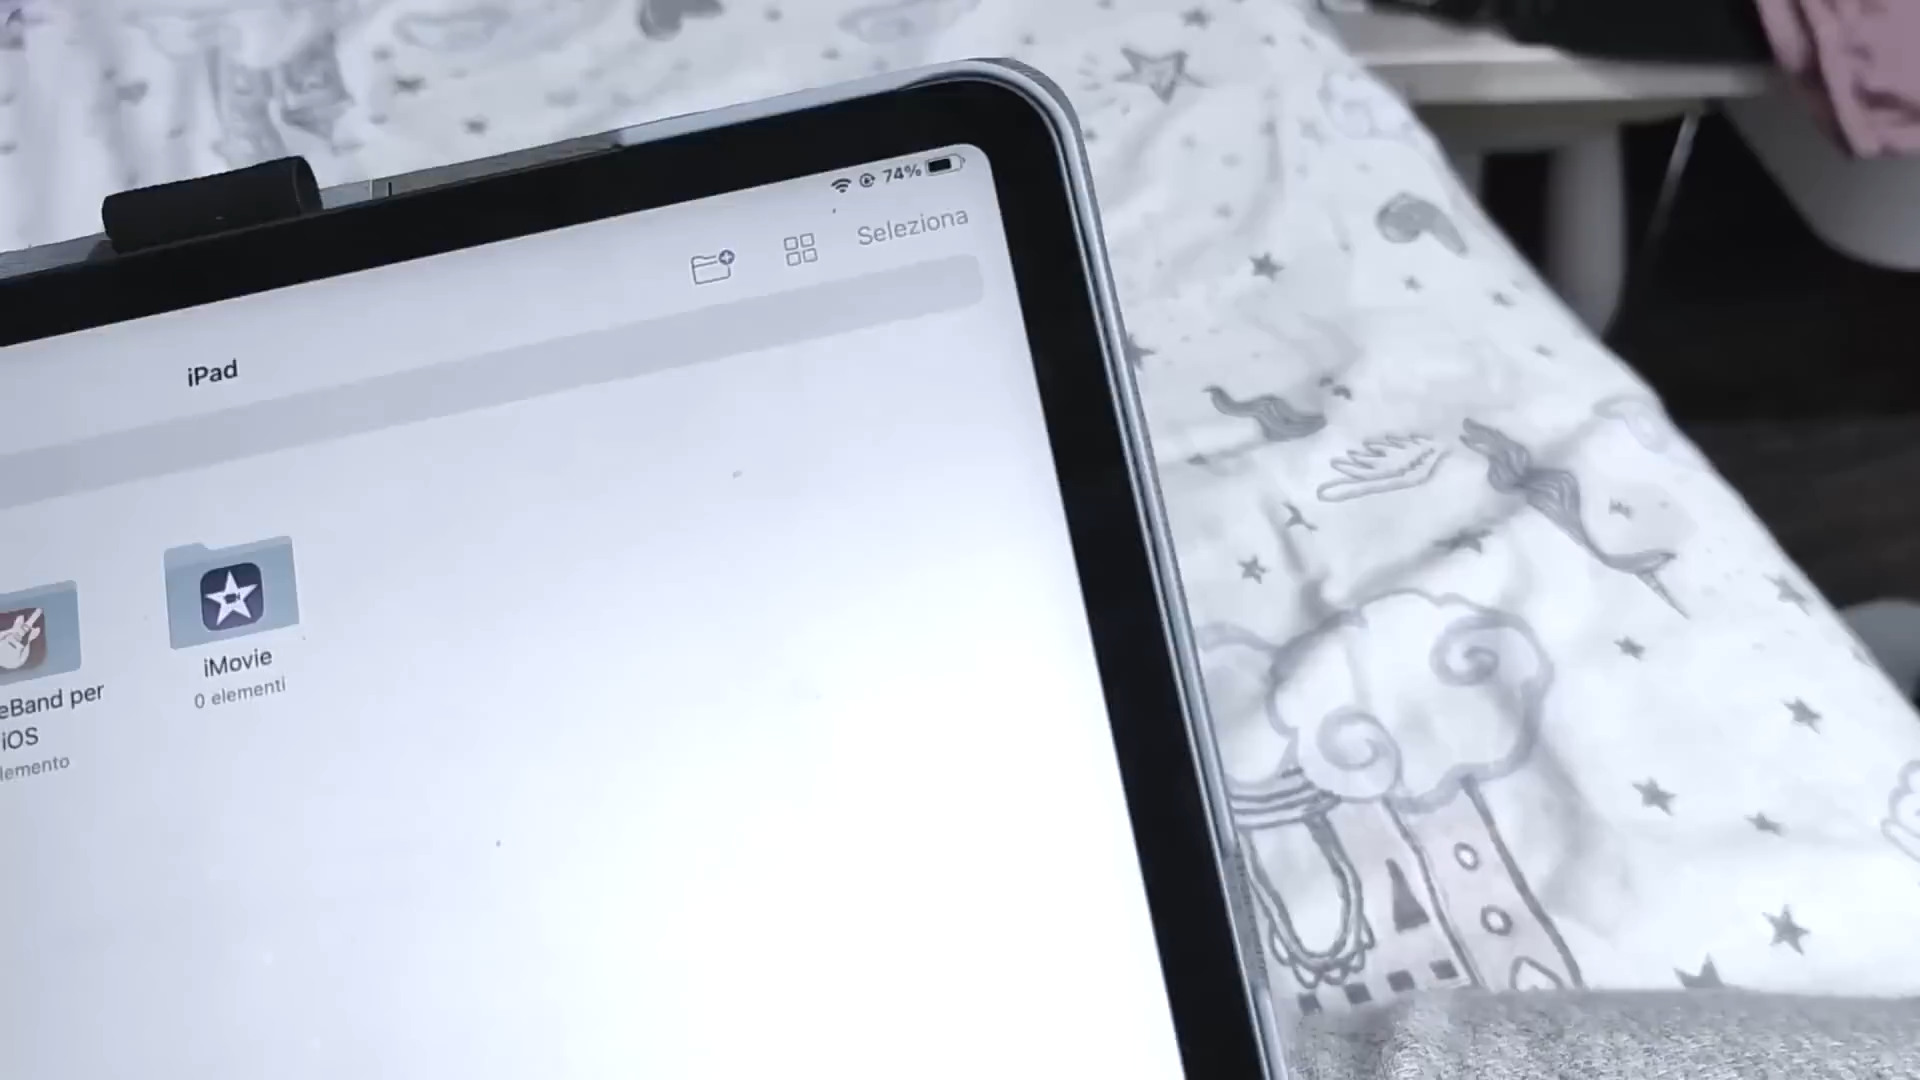 74%
Seleziona
iPad
eBand per
iOS
lemento
iMovie
0 elementi